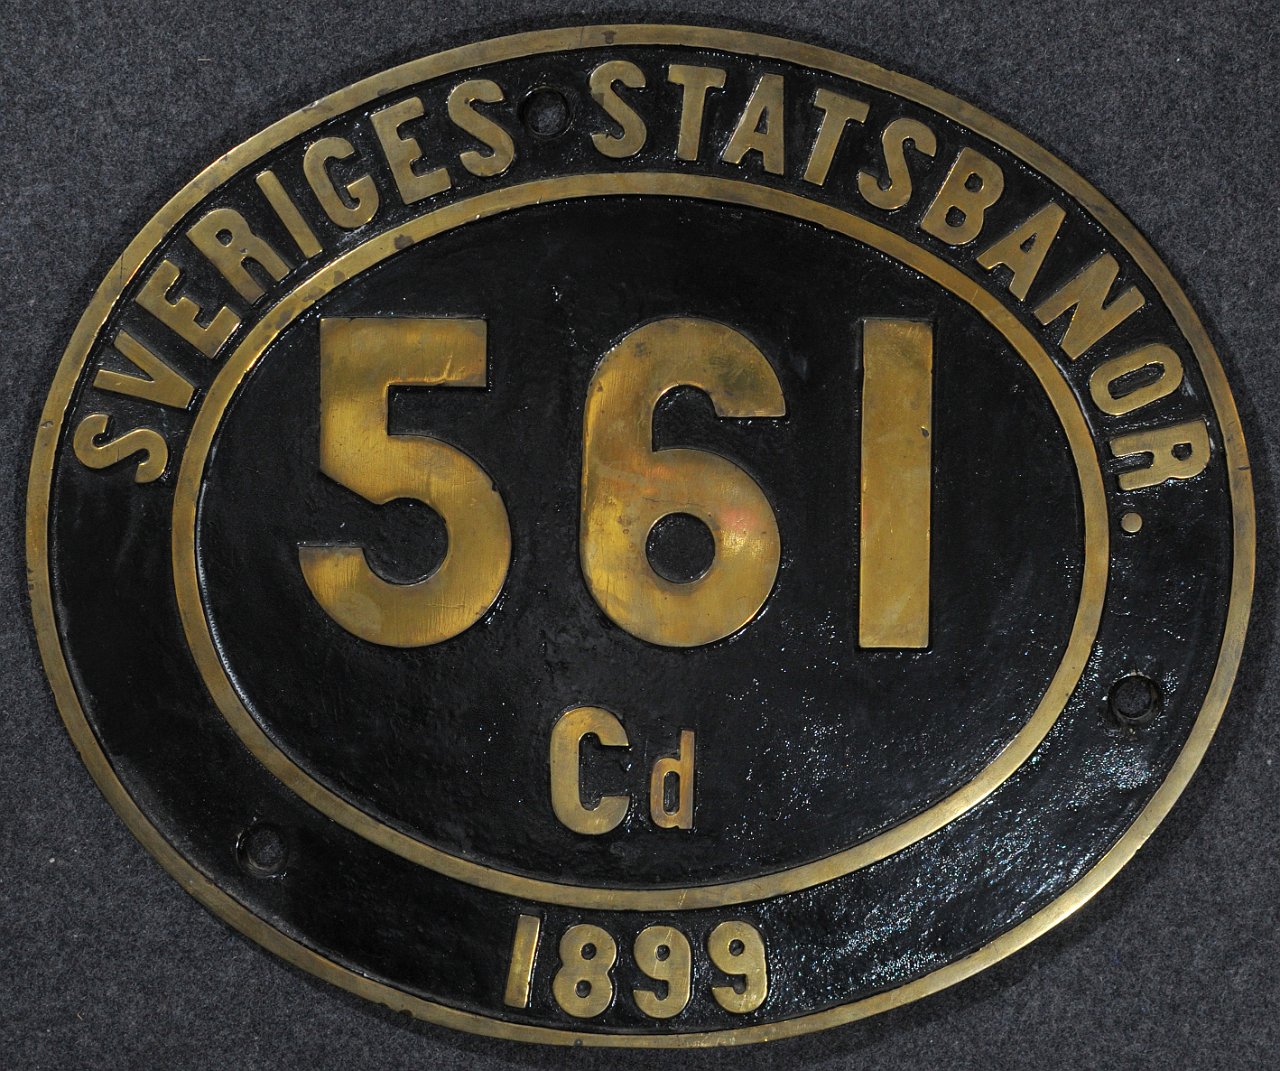 SVERIGES STATSBANOR.
561
Cd
1899